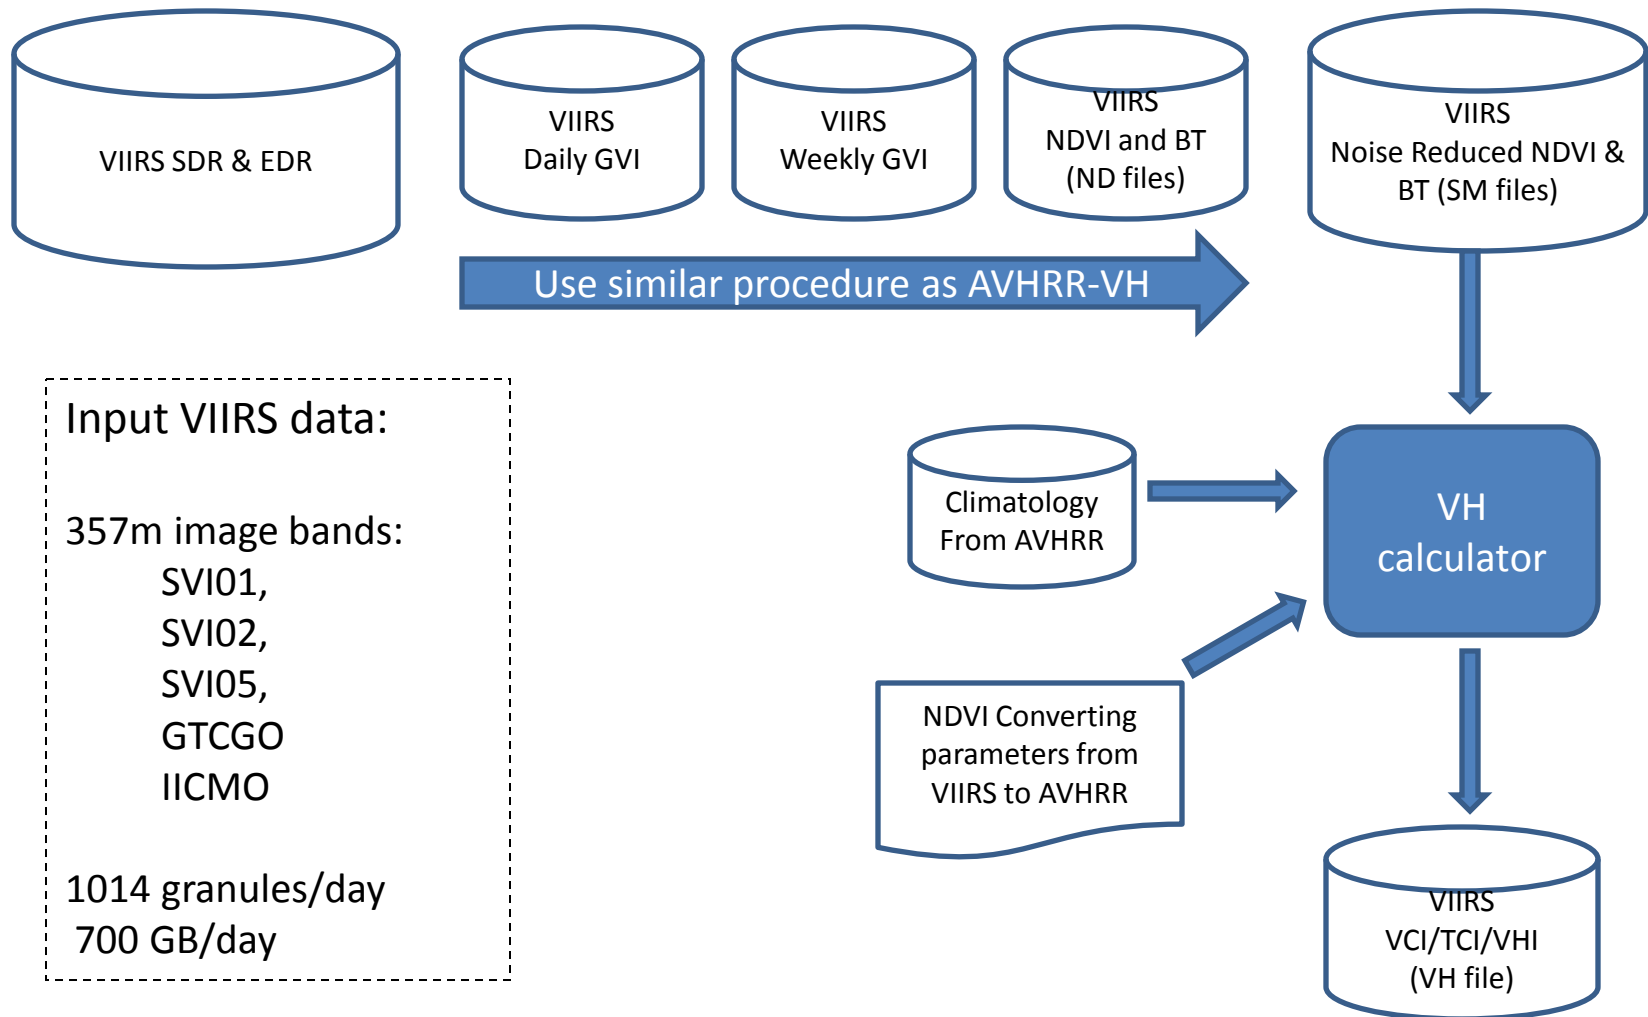 VIIRS SDR & EDR
VIIRS
Daily GVI
VIIRS
Weekly GVI
VIIRS
NDVI and BT
(ND files)
VIIRS
Noise Reduced NDVI &
BT (SM files)
Use similar procedure as AVHRR-VH
Input VIIRS data:
357m image bands:
SVI01,
SVI02,
SVI05,
GTCGO
IICMO
1014 granules/day
700 GB/day
Climatology
From AVHRR
VH
calculator
NDVI Converting
parameters from
VIIRS to AVHRR
VIIRS
VCI/TCI/VHI
(VH file)